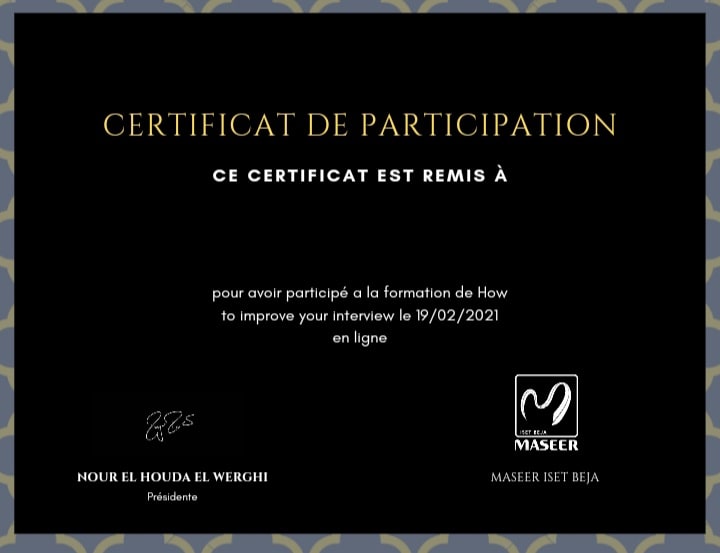 CERTIFICAT DE PARTICIPATION
CE CERTIFICAT EST REMIS À
pour avoir participé a la formation de How
to improve your interview le 19/02/2021
en ligne
ISET BEJA
MASEER
NOUR EL HOUDA EL WERGHI
MASEER ISET BEJA
Présidente